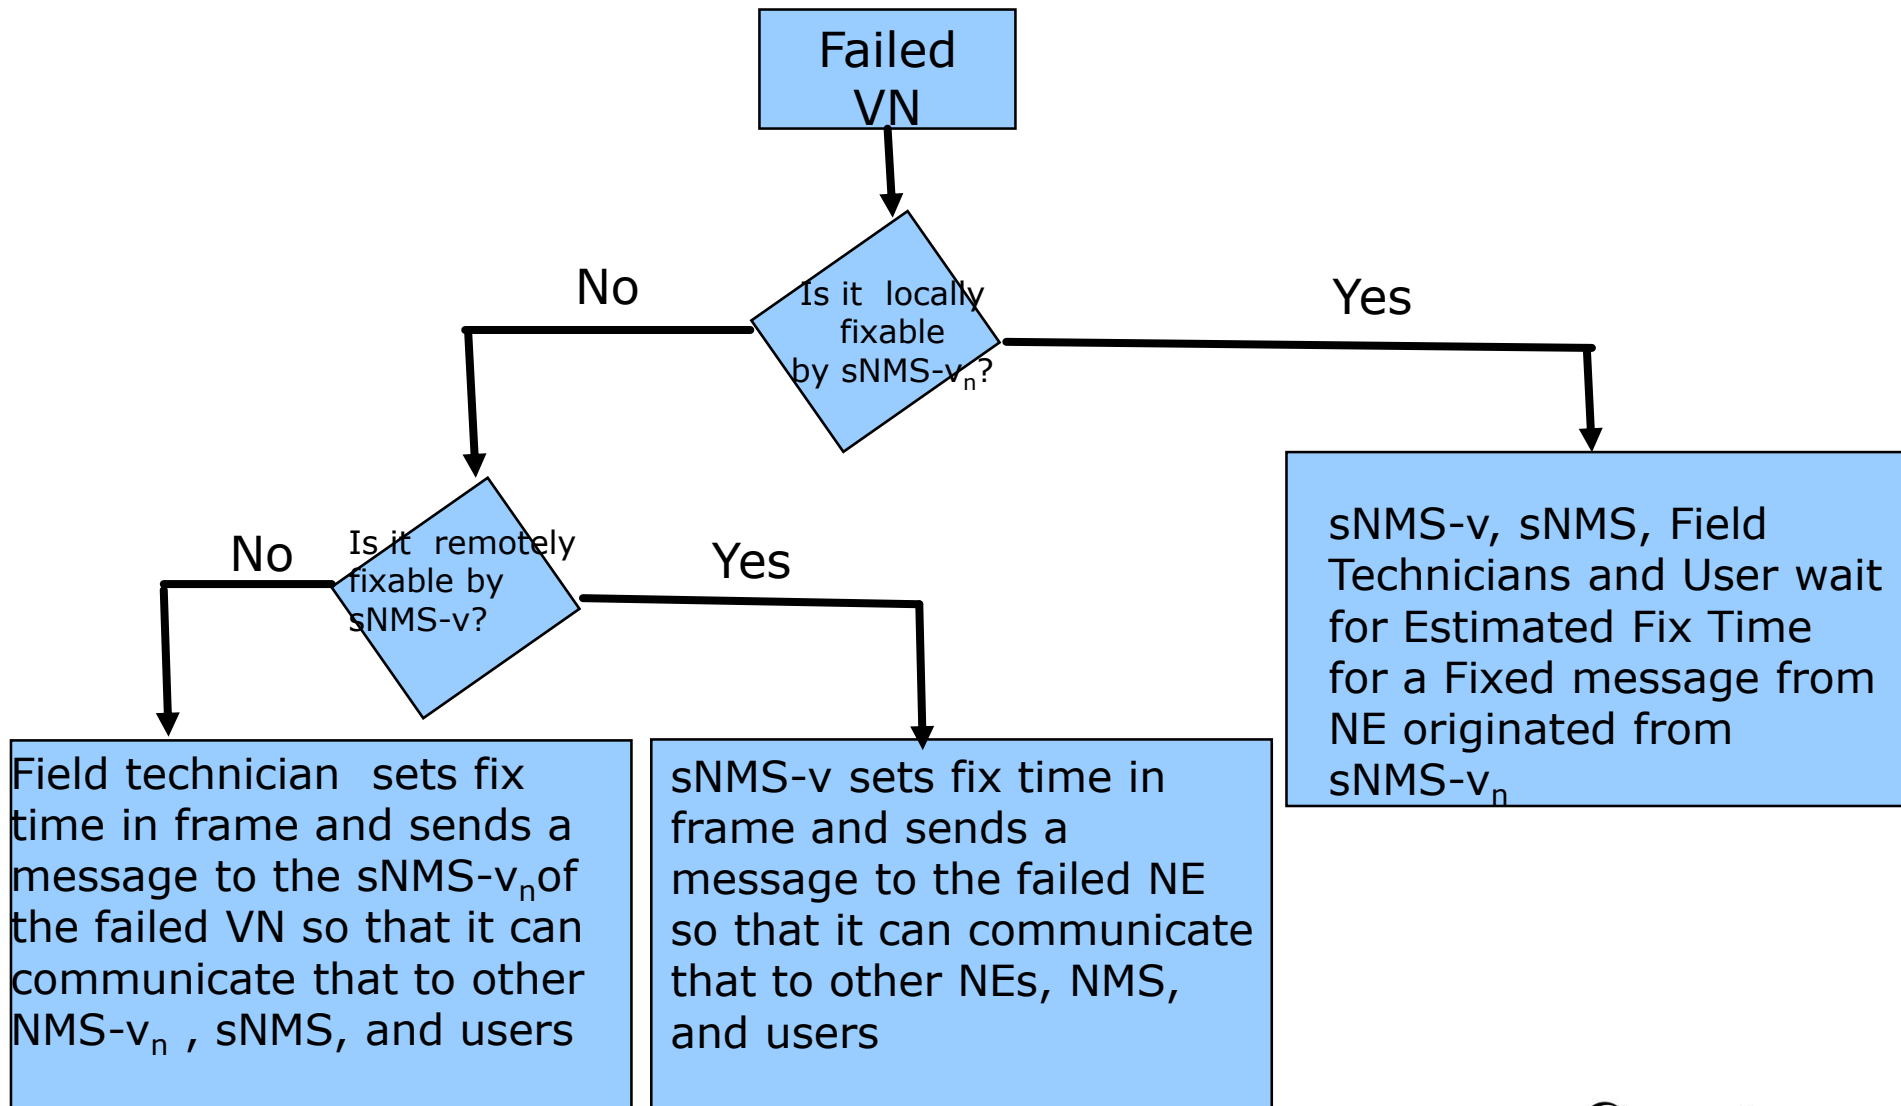 Failed
VN
No
Is it locally
fixable
by sNMS-vn?
Yes
No
Is it remotely
fixable by
sNMS-v?
Yes
sNMS-v, sNMS, Field
Technicians and User wait
for Estimated Fix Time
for a Fixed message from
NE originated from
sNMS-vn
Field technician sets fix
time in frame and sends a
message to the sNMS-vnof
the failed VN so that it can
communicate that to other
NMS-vn , sNMS, and users
sNMS-v sets fix time in
frame and sends a
message to the failed NE
so that it can communicate
that to other NEs, NMS,
and users